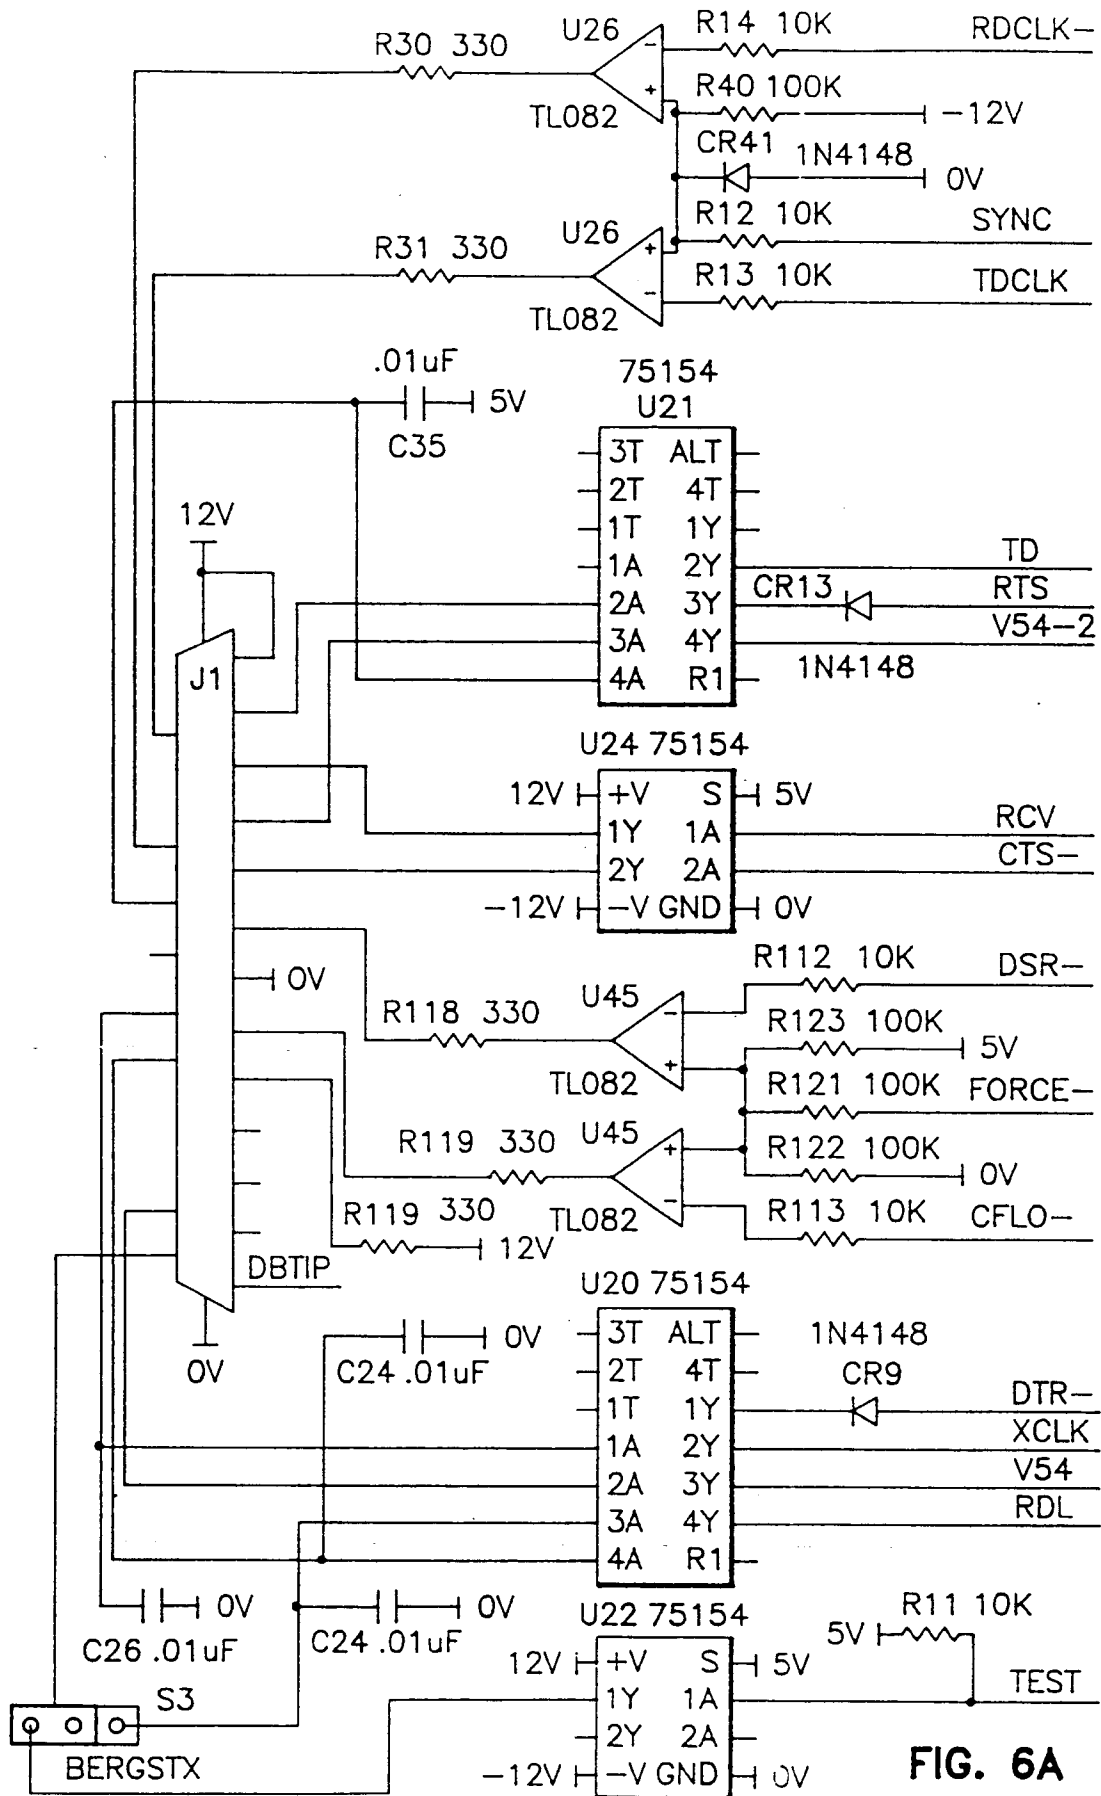 R30 330
U26
R14 10K
RDCLK-
-
+
TL082
R40 100K
-12V
CR41
1N4148
0V
R31 330
U26
R12 10K
SYNC
+
-
TL082
R13 10K
TDCLK
.01uF
5V
C35
75154
U21
3T ALT
2T 4T
1T 1Y
1A 2Y
2A 3Y
3A 4Y
4A R1
TD
CR13
RTS
V54-2
1N4148
12V
J1
U24 75154
12V
+V S
5V
1Y 1A
RCV
2Y 2A
CTS-
-12V
-V GND
0V
0V
R112 10K
DSR-
R118 330
U45
-
+
TL082
R123 100K
5V
R121 100K
FORCE-
R119 330
U45
+
-
TL082
R122 100K
0V
R113 10K
CFLO-
R119 330
12V
DBTIP
0V
U20 75154
C24 .01uF
0V
3T ALT
2T 4T
1T 1Y
1A 2Y
2A 3Y
3A 4Y
4A R1
1N4148
CR9
DTR-
XCLK
V54
RDL
0V
C26 .01uF
0V
C24 .01uF
U22 75154
R11 10K
5V
12V
+V S
5V
1Y 1A
TEST
2Y 2A
-12V
-V GND
0V
S3
BERGSTX
FIG. 6A